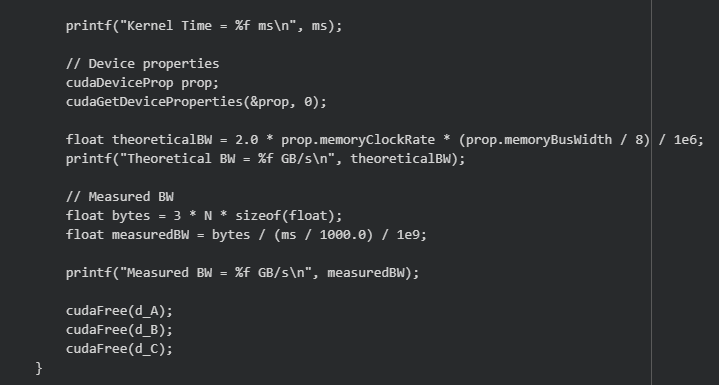 printf("Kernel Time = %f ms\n", ms);
// Device properties
cudaDeviceProp prop;
cudaGetDeviceProperties(&prop, 0);
float theoreticalBW = 2.0 * prop.memoryClockRate * (prop.memoryBusWidth / 8) / 1e6;
printf("Theoretical BW = %f GB/s\n", theoreticalBW);
// Measured BW
float bytes = 3 * N * sizeof(float);
float measuredBW = bytes / (ms / 1000.0) / 1e9;
printf("Measured BW = %f GB/s\n", measuredBW);
cudaFree(d_A);
cudaFree(d_B);
cudaFree(d_C);
}